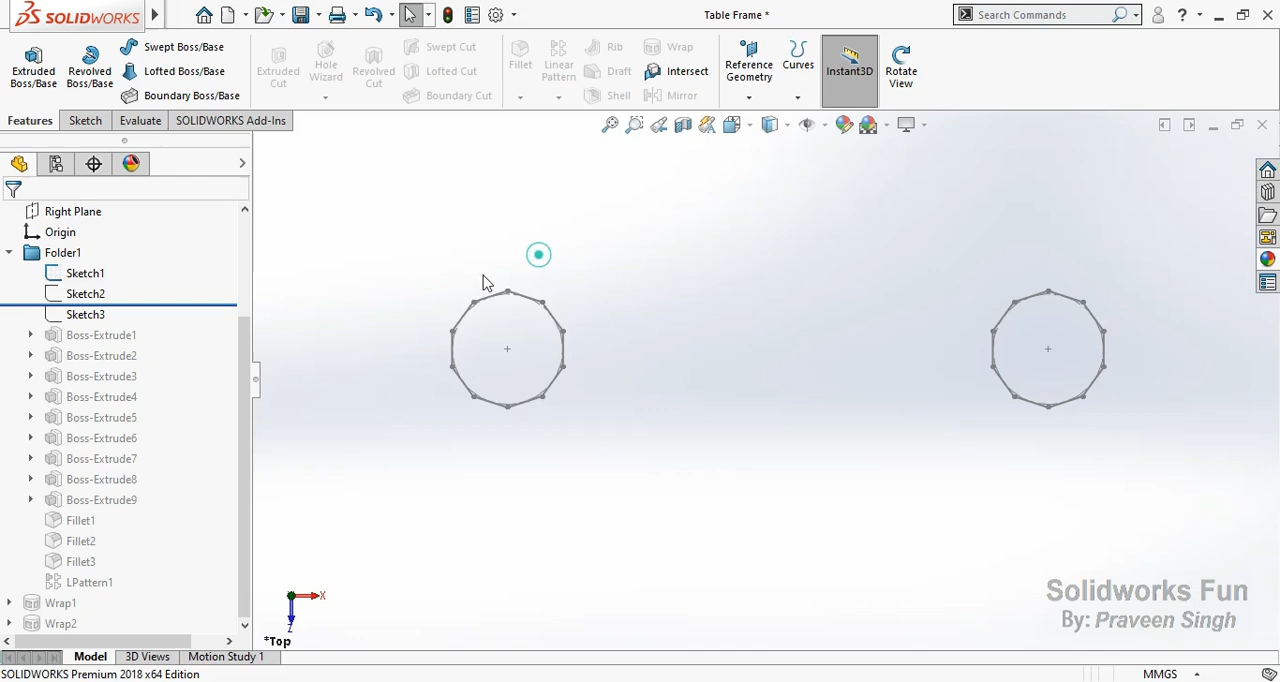 SOLIDWORKS
Table Frame *
Search Commands
Extruded Boss/Base
Revolved Boss/Base
Swept Boss/Base
Lofted Boss/Base
Boundary Boss/Base
Extruded Cut
Hole Wizard
Revolved Cut
Swept Cut
Lofted Cut
Boundary Cut
Fillet
Linear Pattern
Rib
Draft
Shell
Wrap
Intersect
Mirror
Reference Geometry
Curves
Instant3D
Rotate View
Features
Sketch
Evaluate
SOLIDWORKS Add-Ins
Right Plane
Origin
Folder1
Sketch1
Sketch2
Sketch3
Boss-Extrude1
Boss-Extrude2
Boss-Extrude3
Boss-Extrude4
Boss-Extrude5
Boss-Extrude6
Boss-Extrude7
Boss-Extrude8
Boss-Extrude9
Fillet1
Fillet2
Fillet3
LPattern1
Wrap1
Wrap2
X
Z
*Top
Solidworks Fun
By: Praveen Singh
Model
3D Views
Motion Study 1
SOLIDWORKS Premium 2018 x64 Edition
MMGS